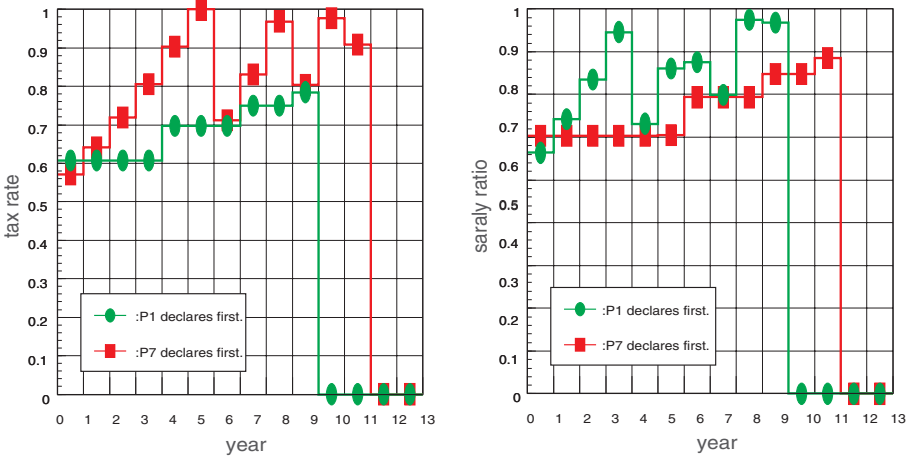 1
0.9
0.8
0.7
0.6
0.5
0.4
0.3
0.2
0.1
0
tax rate
:P1 declares first.
:P7 declares first.
0 1 2 3 4 5 6 7 8 9 10 11 12 13
year
1
0.9
0.8
0.7
0.6
0.5
0.4
0.3
0.2
0.1
0
saraly ratio
:P1 declares first.
:P7 declares first.
0 1 2 3 4 5 6 7 8 9 10 11 12 13
year